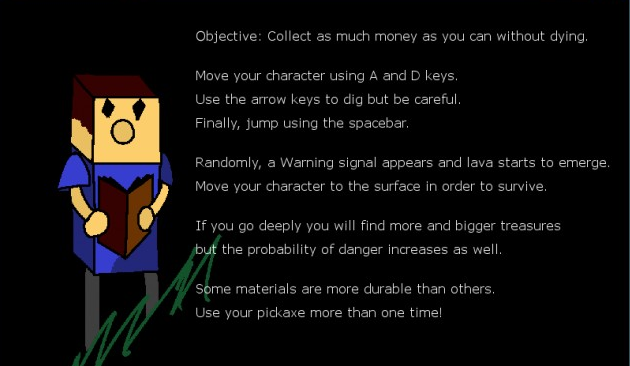 Objective: Collect as much money as you can without dying.
Move your character using A and D keys.
Use the arrow keys to dig but be careful.
Finally, jump using the spacebar.
Randomly, a Warning signal appears and lava starts to emerge.
Move your character to the surface in order to survive.
If you go deeply you will find more and bigger treasures
but the probability of danger increases as well.
Some materials are more durable than others.
Use your pickaxe more than one time!